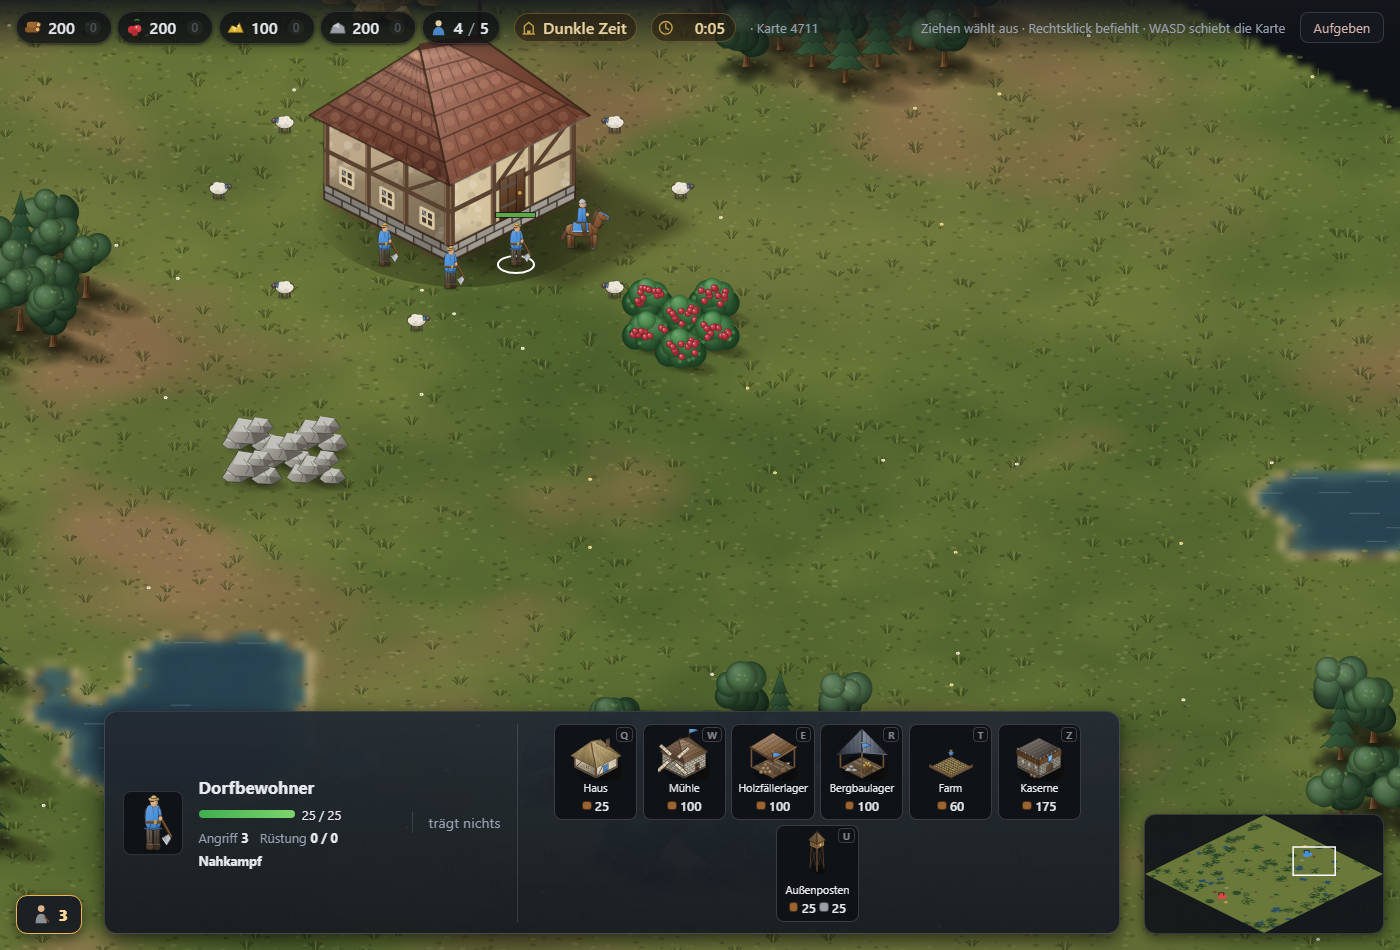 200 0 200 0 100 0 200 0 4 / 5 Dunkle Zeit 0:05 · Karte 4711 Ziehen wählt aus · Rechtsklick befiehlt · WASD schiebt die Karte Aufgeben
Q W E R T Z
Haus Mühle Holzfällerlager Bergbaulager Farm Kaserne
25 100 100 100 60 175
Dorfbewohner
25 / 25
Angriff 3 Rüstung 0 / 0
Nahkampf
trägt nichts
U
Außenposten
25 25
3